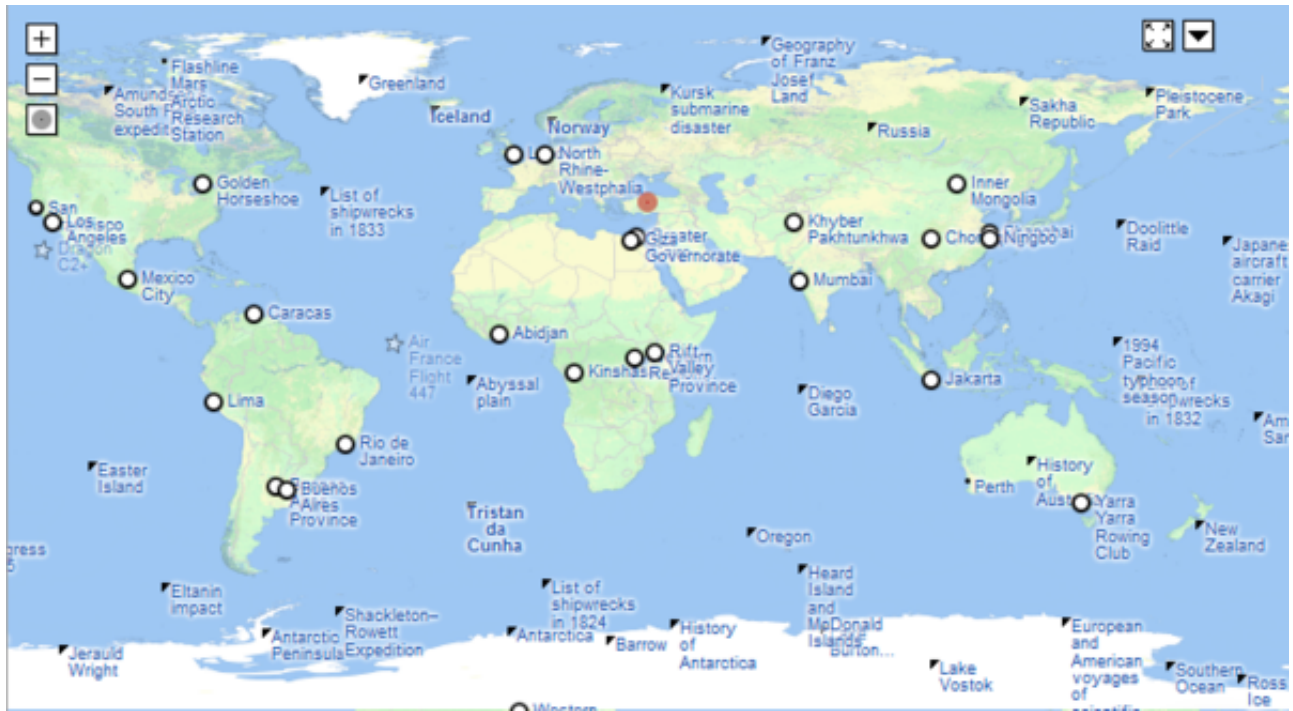 Flashline
Mars
Arctic
Research
Station
Greenland
Geography
of Franz
Josef
Land
South
Iceland
Norway
Kursk
submarine
disaster
Russia
Sakha
Republic
Pleistocene
Park
Golden
Horseshoe
List of
shipwrecks
in 1833
North
Rhine-
Westphalia
Inner
Mongolia
San
Los
Angeles
Dragon
C2+
Giza
Governorate
Khyber
Pakhtunkhwa
Ningbo
Doolittle
Raid
aircraft
carrier
Akagi
Mexico
City
Mumbai
Caracas
Air
France
Flight
447
Abidjan
Rift
Valley
Province
Abyssal
plain
Diego
Garcia
Jakarta
1994
Pacific
typhoon
season
in 1832
Lima
Rio de
Janeiro
Easter
Island
Buenos
Aires
Province
Perth
History
of
Yarra
Yarra
Rowing
Club
New
Zealand
Tristan
da
Cunha
Oregon
Eltanin
impact
List of
shipwrecks
in 1824
Heard
Island
and
McDonald
Islands
Shackleton–
Rowett
Expedition
Antarctic
Peninsula
Antarctica
Barrow
History
of
Antarctica
European
and
American
voyages
of
Jerauld
Wright
Lake
Vostok
Southern
Ocean
Ross
Ice